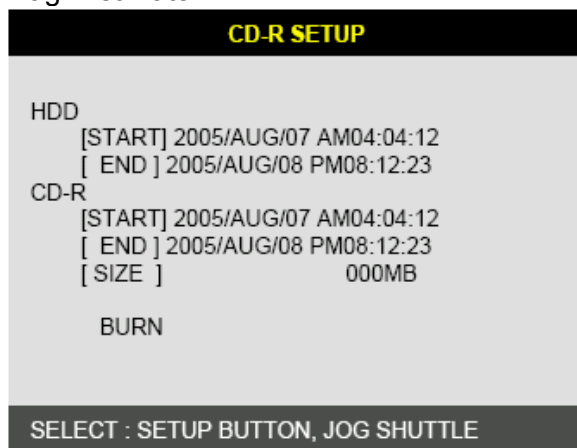 CD-R SETUP
HDD
[START] 2005/AUG/07 AM04:04:12
[ END ] 2005/AUG/08 PM08:12:23
CD-R
[START] 2005/AUG/07 AM04:04:12
[ END ] 2005/AUG/08 PM08:12:23
[ SIZE ] 000MB
BURN
SELECT : SETUP BUTTON, JOG SHUTTLE